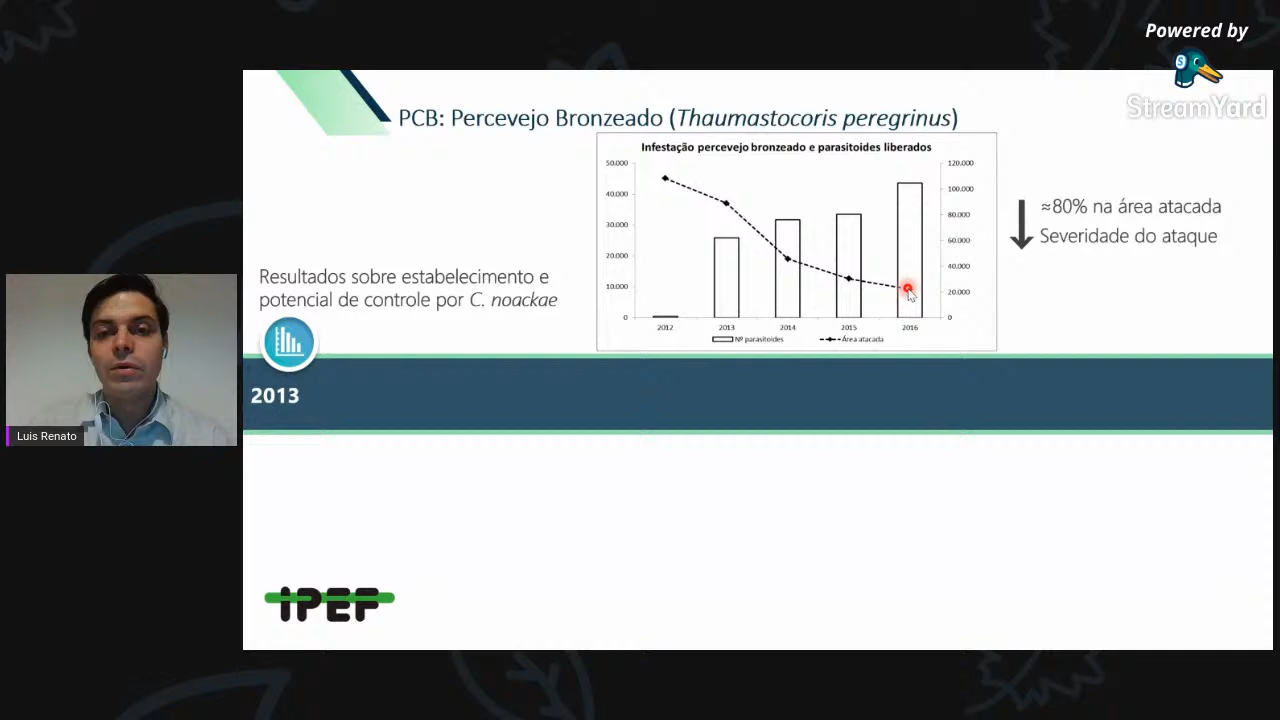 Powered by
StreamYard
PCB: Percevejo Bronzeado (Thaumastocoris peregrinus)
Infestação percevejo bronzeado e parasitoides liberados
50.000
40.000
30.000
20.000
10.000
0
120.000
100.000
80.000
60.000
40.000
20.000
0
2012 2013 2014 2015 2016
Nº parasitoides Área atacada
≈80% na área atacada
Severidade do ataque
Resultados sobre estabelecimento e
potencial de controle por C. noackae
2013
Luis Renato
IPEF